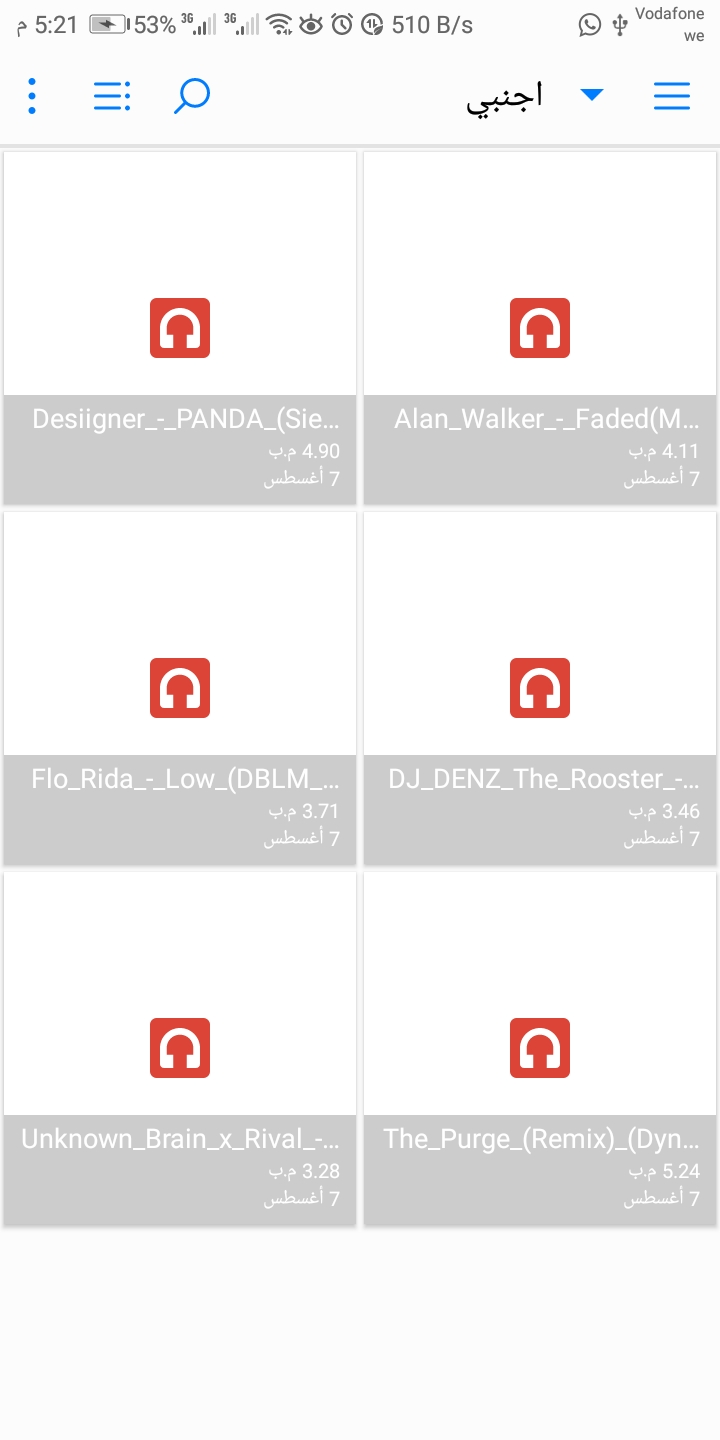 م 5:21 53% 3G 3G 510 B/s Vodafone
we
اجنبي
Alan_Walker_-_Faded(M...
4.11 م.ب
7 أغسطس
Desiigner_-_PANDA_(Sie...
4.90 م.ب
7 أغسطس
DJ_DENZ_The_Rooster_-...
3.46 م.ب
7 أغسطس
Flo_Rida_-_Low_(DBLM_...
3.71 م.ب
7 أغسطس
The_Purge_(Remix)_(Dyn...
5.24 م.ب
7 أغسطس
Unknown_Brain_x_Rival_-...
3.28 م.ب
7 أغسطس